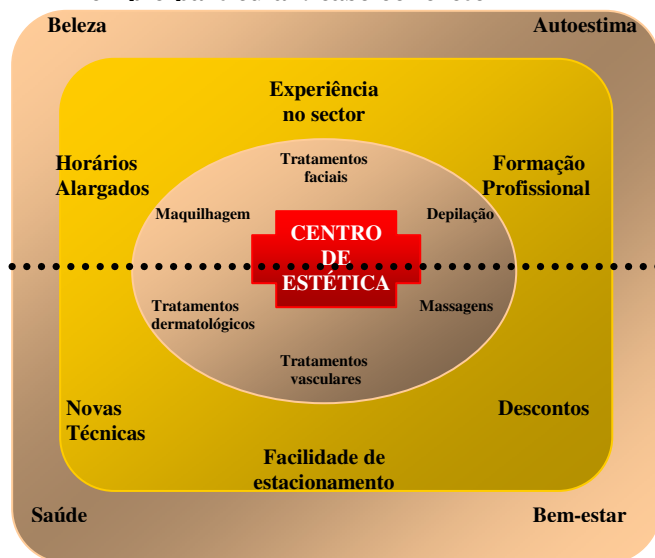 Beleza
Autoestima
Experiência
no sector
Horários
Alargados
Formação
Profissional
Tratamentos
faciais
Maquilhagem
Depilação
CENTRO
DE
ESTÉTICA
Tratamentos
dermatológicos
Massagens
Tratamentos
vasculares
Novas
Técnicas
Descontos
Facilidade de
estacionamento
Saúde
Bem-estar